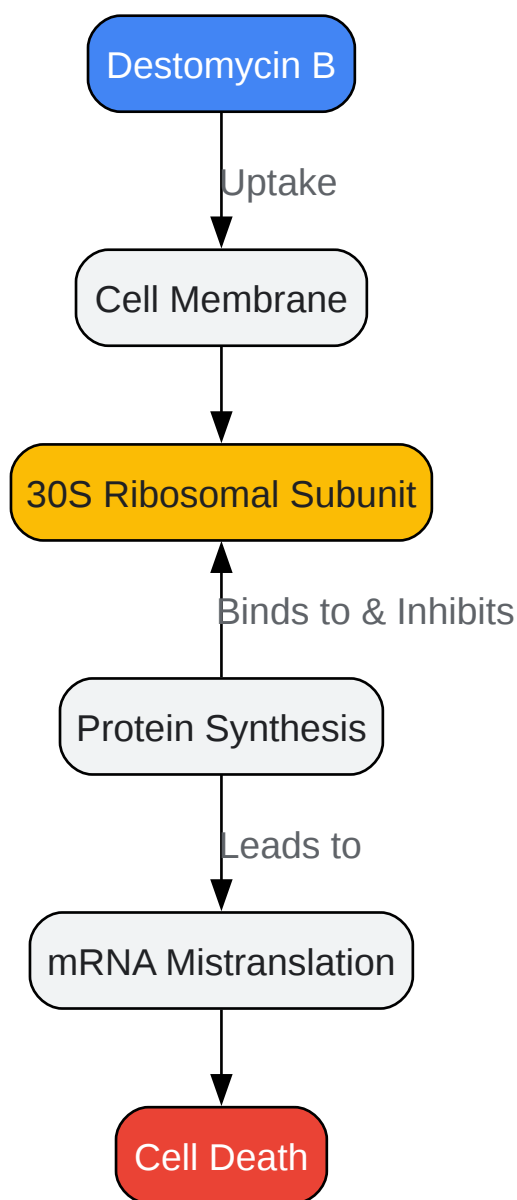 Destomycin B
Uptake
Cell Membrane
30S Ribosomal Subunit
Binds to & Inhibits
Protein Synthesis
Leads to
mRNA Mistranslation
Cell Death